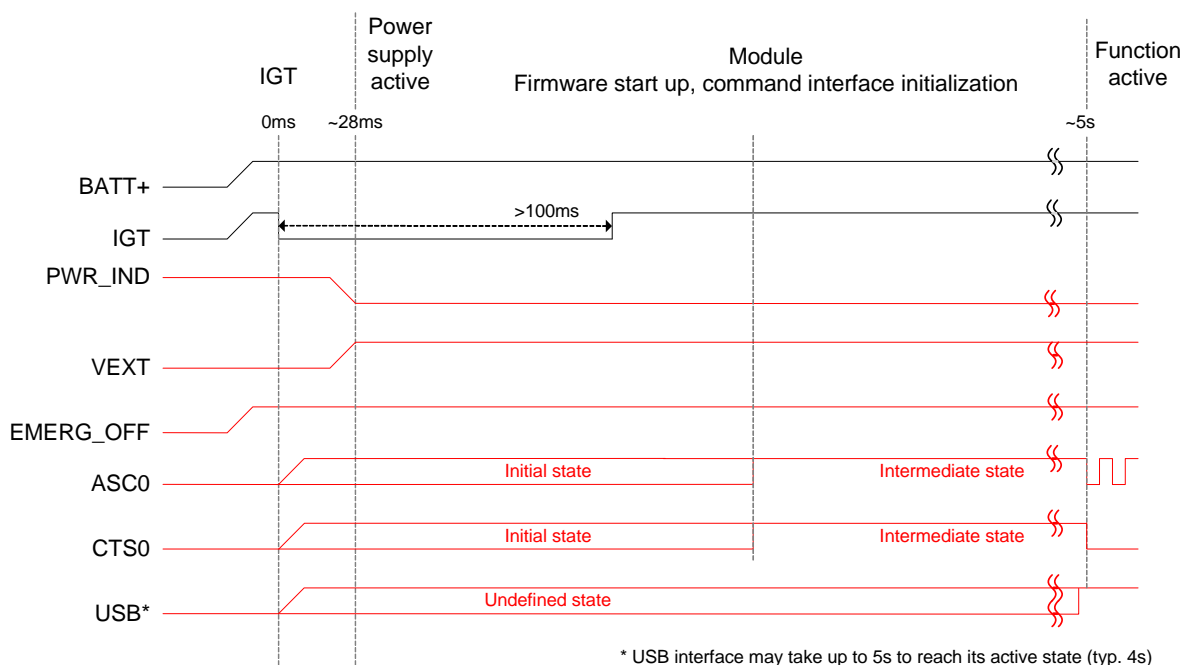 Power
supply
active
IGT
Module
Firmware start up, command interface initialization
Function
active
0ms
~28ms
~5s
BATT+
>100ms
IGT
PWR_IND
VEXT
EMERG_OFF
ASC0
Initial state
Intermediate state
CTS0
Initial state
Intermediate state
USB*
Undefined state
* USB interface may take up to 5s to reach its active state (typ. 4s)